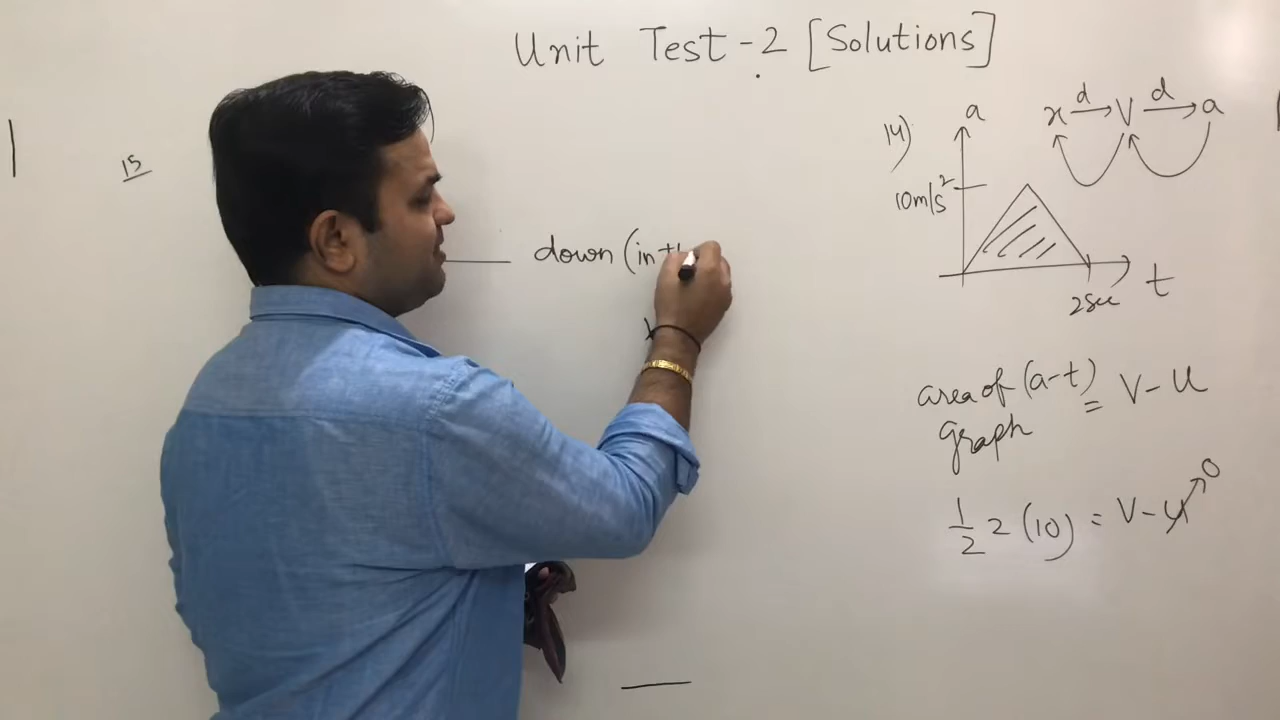 Unit Test - 2 [Solutions]
15
down (in
14)
a
x d V d a
10m/s²
2sec
t
area of (a-t) = V - u
graph
1/2 2 (10) = V - u 0